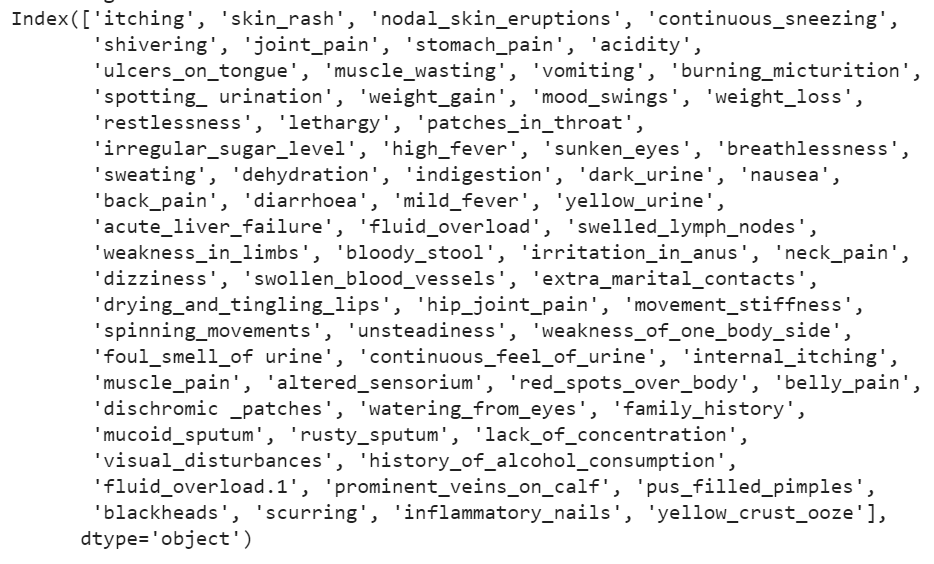 Index(['itching', 'skin_rash', 'nodal_skin_eruptions', 'continuous_sneezing',
'shivering', 'joint_pain', 'stomach_pain', 'acidity',
'ulcers_on_tongue', 'muscle_wasting', 'vomiting', 'burning_micturition',
'spotting_ urination', 'weight_gain', 'mood_swings', 'weight_loss',
'restlessness', 'lethargy', 'patches_in_throat',
'irregular_sugar_level', 'high_fever', 'sunken_eyes', 'breathlessness',
'sweating', 'dehydration', 'indigestion', 'dark_urine', 'nausea',
'back_pain', 'diarrhoea', 'mild_fever', 'yellow_urine',
'acute_liver_failure', 'fluid_overload', 'swelled_lymph_nodes',
'weakness_in_limbs', 'bloody_stool', 'irritation_in_anus', 'neck_pain',
'dizziness', 'swollen_blood_vessels', 'extra_marital_contacts',
'drying_and_tingling_lips', 'hip_joint_pain', 'movement_stiffness',
'spinning_movements', 'unsteadiness', 'weakness_of_one_body_side',
'foul_smell_of urine', 'continuous_feel_of_urine', 'internal_itching',
'muscle_pain', 'altered_sensorium', 'red_spots_over_body', 'belly_pain',
'dischromic _patches', 'watering_from_eyes', 'family_history',
'mucoid_sputum', 'rusty_sputum', 'lack_of_concentration',
'visual_disturbances', 'history_of_alcohol_consumption',
'fluid_overload.1', 'prominent_veins_on_calf', 'pus_filled_pimples',
'blackheads', 'scurring', 'inflammatory_nails', 'yellow_crust_ooze'],
dtype='object')